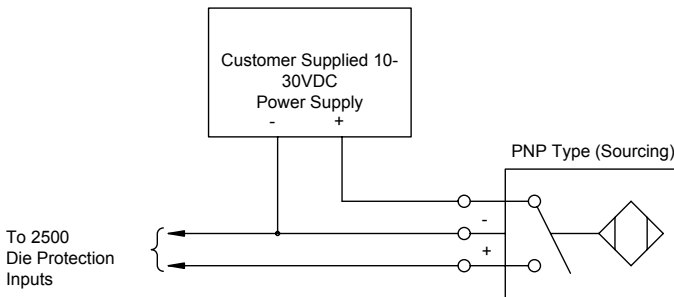 Customer Supplied 10-
30VDC
Power Supply
- +
PNP Type (Sourcing)
-
+
To 2500
Die Protection
Inputs